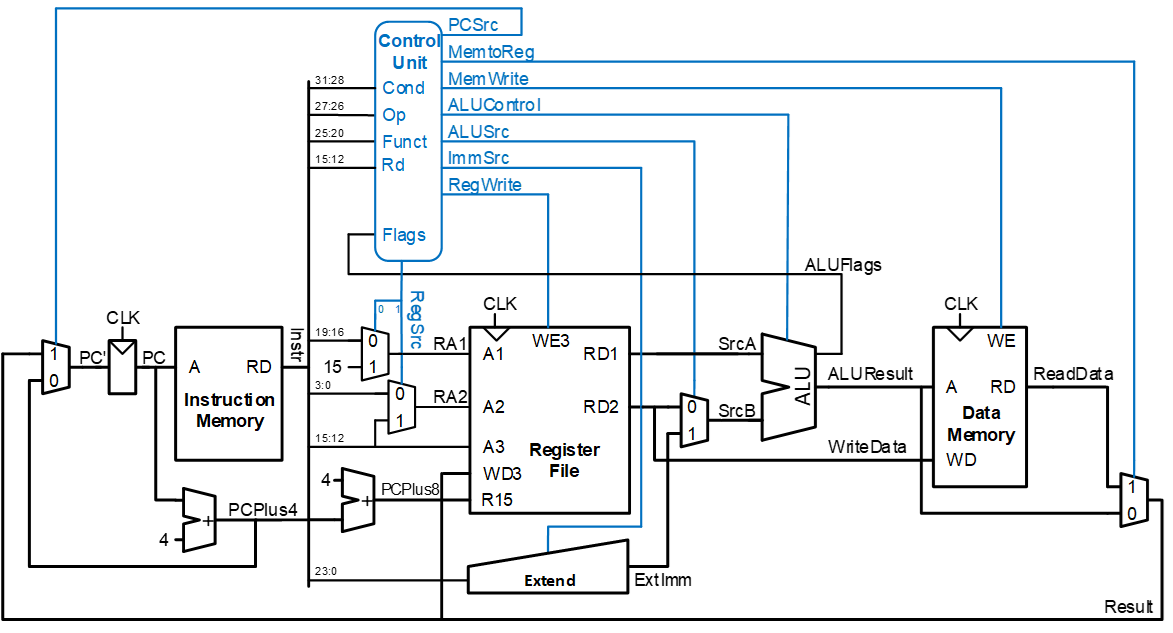 PCSrc
Control
Unit
MemtoReg
31:28
Cond
MemWrite
27:26
Op
ALUControl
25:20
Funct
ALUSrc
15:12
Rd
ImmSrc
RegWrite
Flags
ALUFlags
RegSrc
0 1
CLK
CLK
CLK
Instr
19:16
0
15
1
RA1
A1
WE3
RD1
SrcA
WE
1
0
PC'
PC
A
RD
Instruction
Memory
3:0
0
1
RA2
A2
RD2
0
1
SrcB
ALU
ALUResult
A
RD
ReadData
Data
Memory
15:12
A3
Register
File
WriteData
WD
WD3
4
+
PCPlus8
R15
1
0
4
+
PCPlus4
23:0
Extend
ExtImm
Result